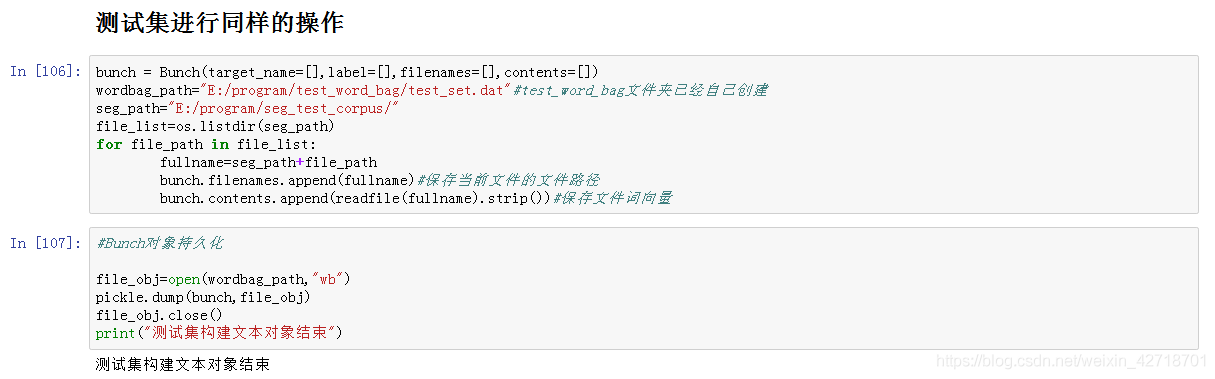 测试集进行同样的操作
In [106]:
bunch = Bunch(target_name=[],label=[],filenames=[],contents=[])
wordbag_path="E:/program/test_word_bag/test_set.dat"#test_word_bag文件夹已经自己创建
seg_path="E:/program/seg_test_corpus/"
file_list=os.listdir(seg_path)
for file_path in file_list:
        fullname=seg_path+file_path
        bunch.filenames.append(fullname)#保存当前文件的文件路径
        bunch.contents.append(readfile(fullname).strip())#保存文件词向量
In [107]:
#Bunch对象持久化
file_obj=open(wordbag_path,"wb")
pickle.dump(bunch,file_obj)
file_obj.close()
print("测试集构建文本对象结束")
测试集构建文本对象结束
https://blog.csdn.net/weixin_42718701